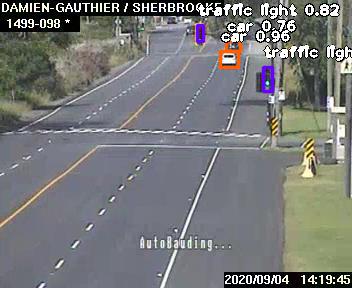 DAMIEN-GAUTHIER / SHERBROOKE
1499-098 *
traffic light 0.82
car 0.76
car 0.96
traffic light
AutoBauding...
2020/09/04 14:19:45